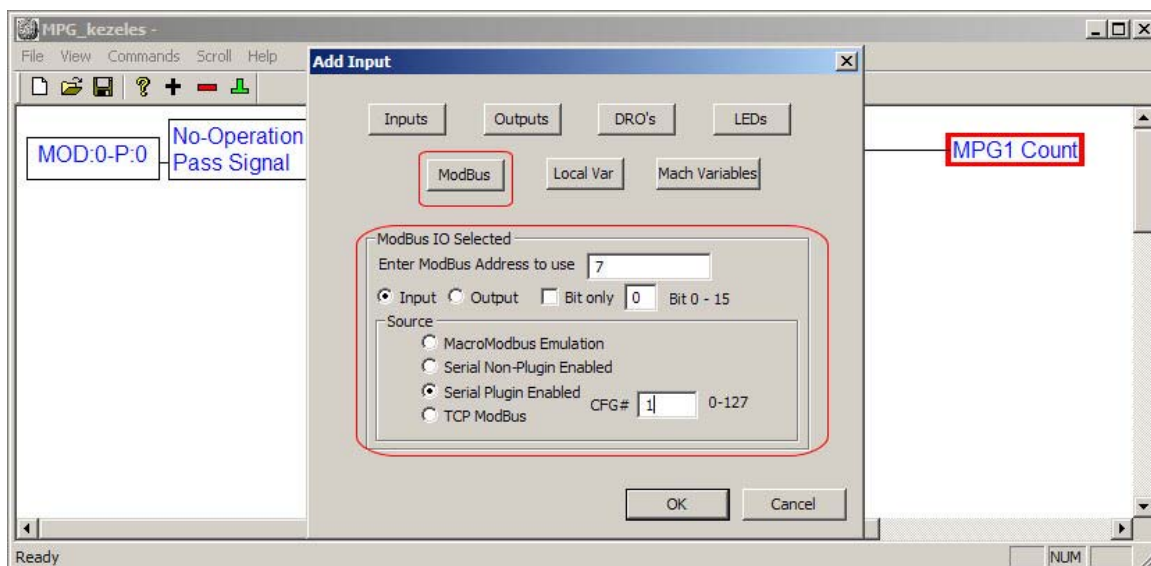 MPG_kezeles -
File View Commands Scroll Help
Add Input
Inputs Outputs DRO's LEDs
MOD:0-P:0
No-Operation
Pass Signal
MPG1 Count
ModBus Local Var Mach Variables
ModBus IO Selected
Enter ModBus Address to use 7
Input Output Bit only 0 Bit 0 - 15
Source
MacroModbus Emulation
Serial Non-Plugin Enabled
Serial Plugin Enabled
CFG# 1 0-127
TCP ModBus
OK Cancel
Ready NUM